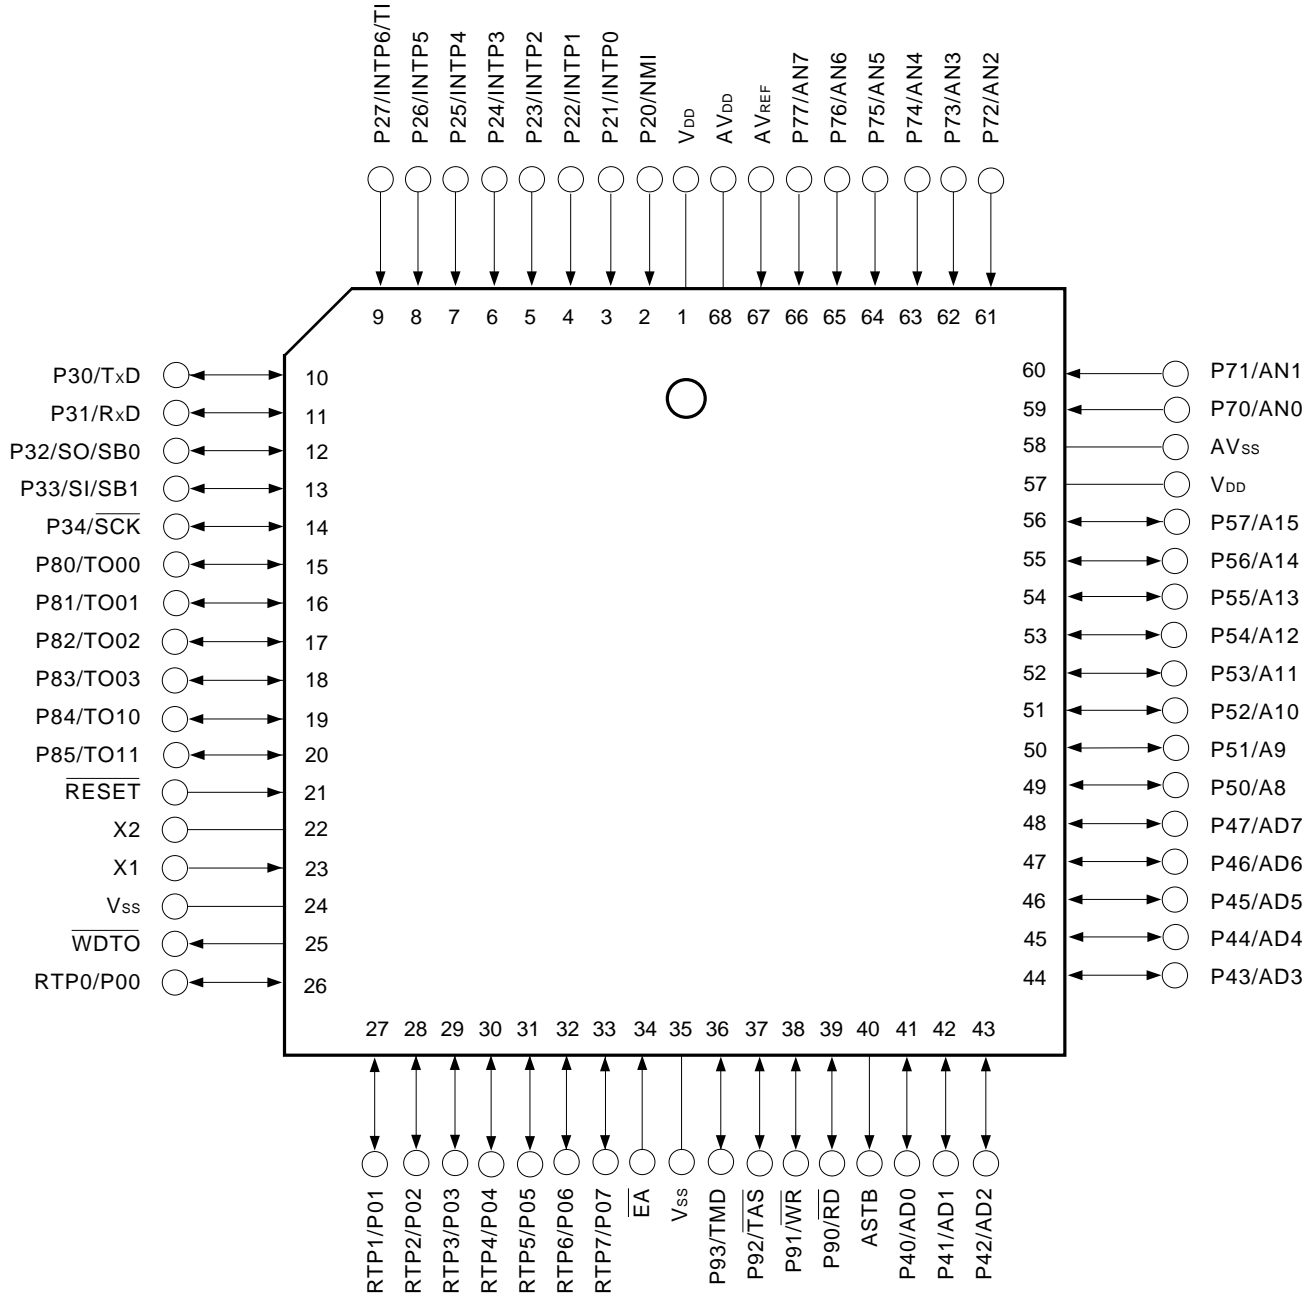 P27/INTP6/TI
P26/INTP5
P25/INTP4
P24/INTP3
P23/INTP2
P22/INTP1
P21/INTP0
P20/NMI
VDD
AVDD
AVREF
P77/AN7
P76/AN6
P75/AN5
P74/AN4
P73/AN3
P72/AN2
9 8 7 6 5 4 3 2 1 68 67 66 65 64 63 62 61
P30/TxD 10
P31/RxD 11
P32/SO/SB0 12
P33/SI/SB1 13
P34/S̅C̅K̅ 14
P80/TO00 15
P81/TO01 16
P82/TO02 17
P83/TO03 18
P84/TO10 19
P85/TO11 20
R̅E̅S̅E̅T̅ 21
X2 22
X1 23
Vss 24
W̅D̅T̅O̅ 25
RTP0/P00 26
60 P71/AN1
59 P70/AN0
58 AVss
57 VDD
56 P57/A15
55 P56/A14
54 P55/A13
53 P54/A12
52 P53/A11
51 P52/A10
50 P51/A9
49 P50/A8
48 P47/AD7
47 P46/AD6
46 P45/AD5
45 P44/AD4
44 P43/AD3
27 28 29 30 31 32 33 34 35 36 37 38 39 40 41 42 43
RTP1/P01
RTP2/P02
RTP3/P03
RTP4/P04
RTP5/P05
RTP6/P06
RTP7/P07
E̅A̅
Vss
P93/TMD
P92/T̅A̅S̅
P91/W̅R̅
P90/R̅D̅
ASTB
P40/AD0
P41/AD1
P42/AD2